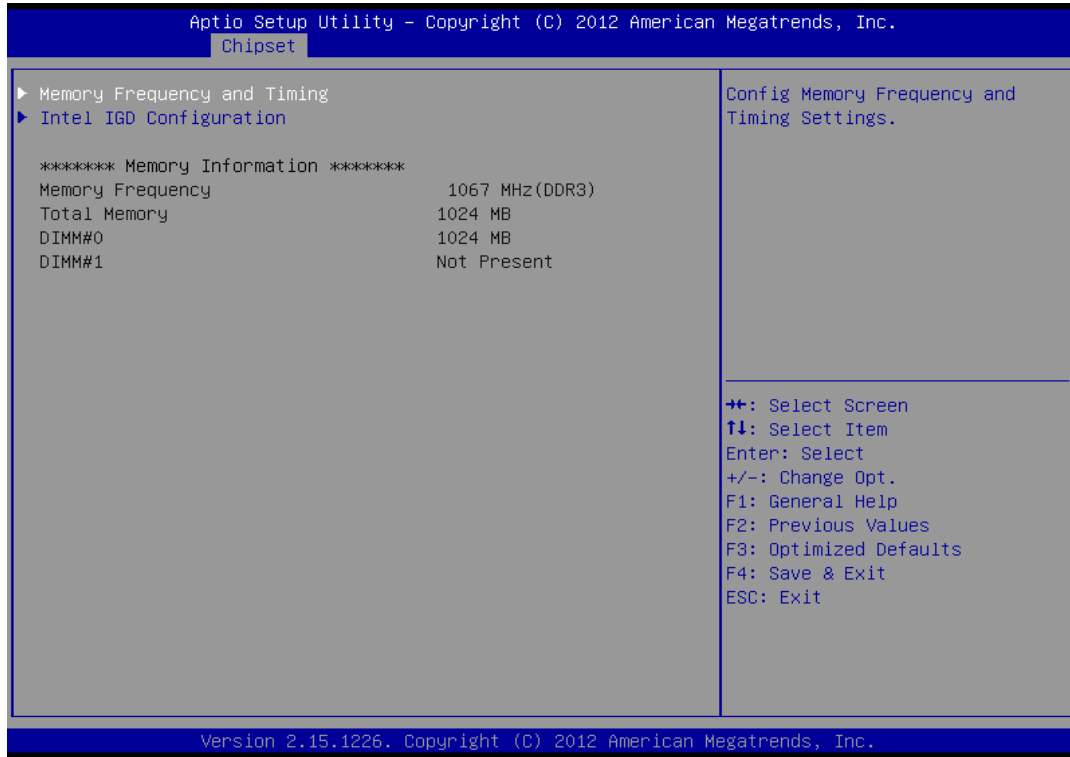 Aptio Setup Utility – Copyright (C) 2012 American Megatrends, Inc.
Chipset
Memory Frequency and Timing
Intel IGD Configuration
******* Memory Information *******
Memory Frequency 1067 MHz(DDR3)
Total Memory 1024 MB
DIMM#0 1024 MB
DIMM#1 Not Present
Config Memory Frequency and
Timing Settings.
→←: Select Screen
↑↓: Select Item
Enter: Select
+/-: Change Opt.
F1: General Help
F2: Previous Values
F3: Optimized Defaults
F4: Save & Exit
ESC: Exit
Version 2.15.1226. Copyright (C) 2012 American Megatrends, Inc.